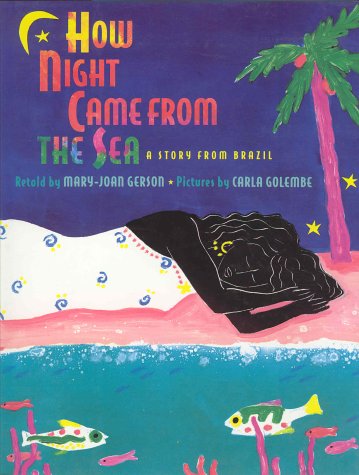 HOW
NIGHT
CAME FROM
THE SEA A STORY FROM BRAZIL
Retold by MARY-JOAN GERSON ★ Pictures by CARLA GOLEMBE